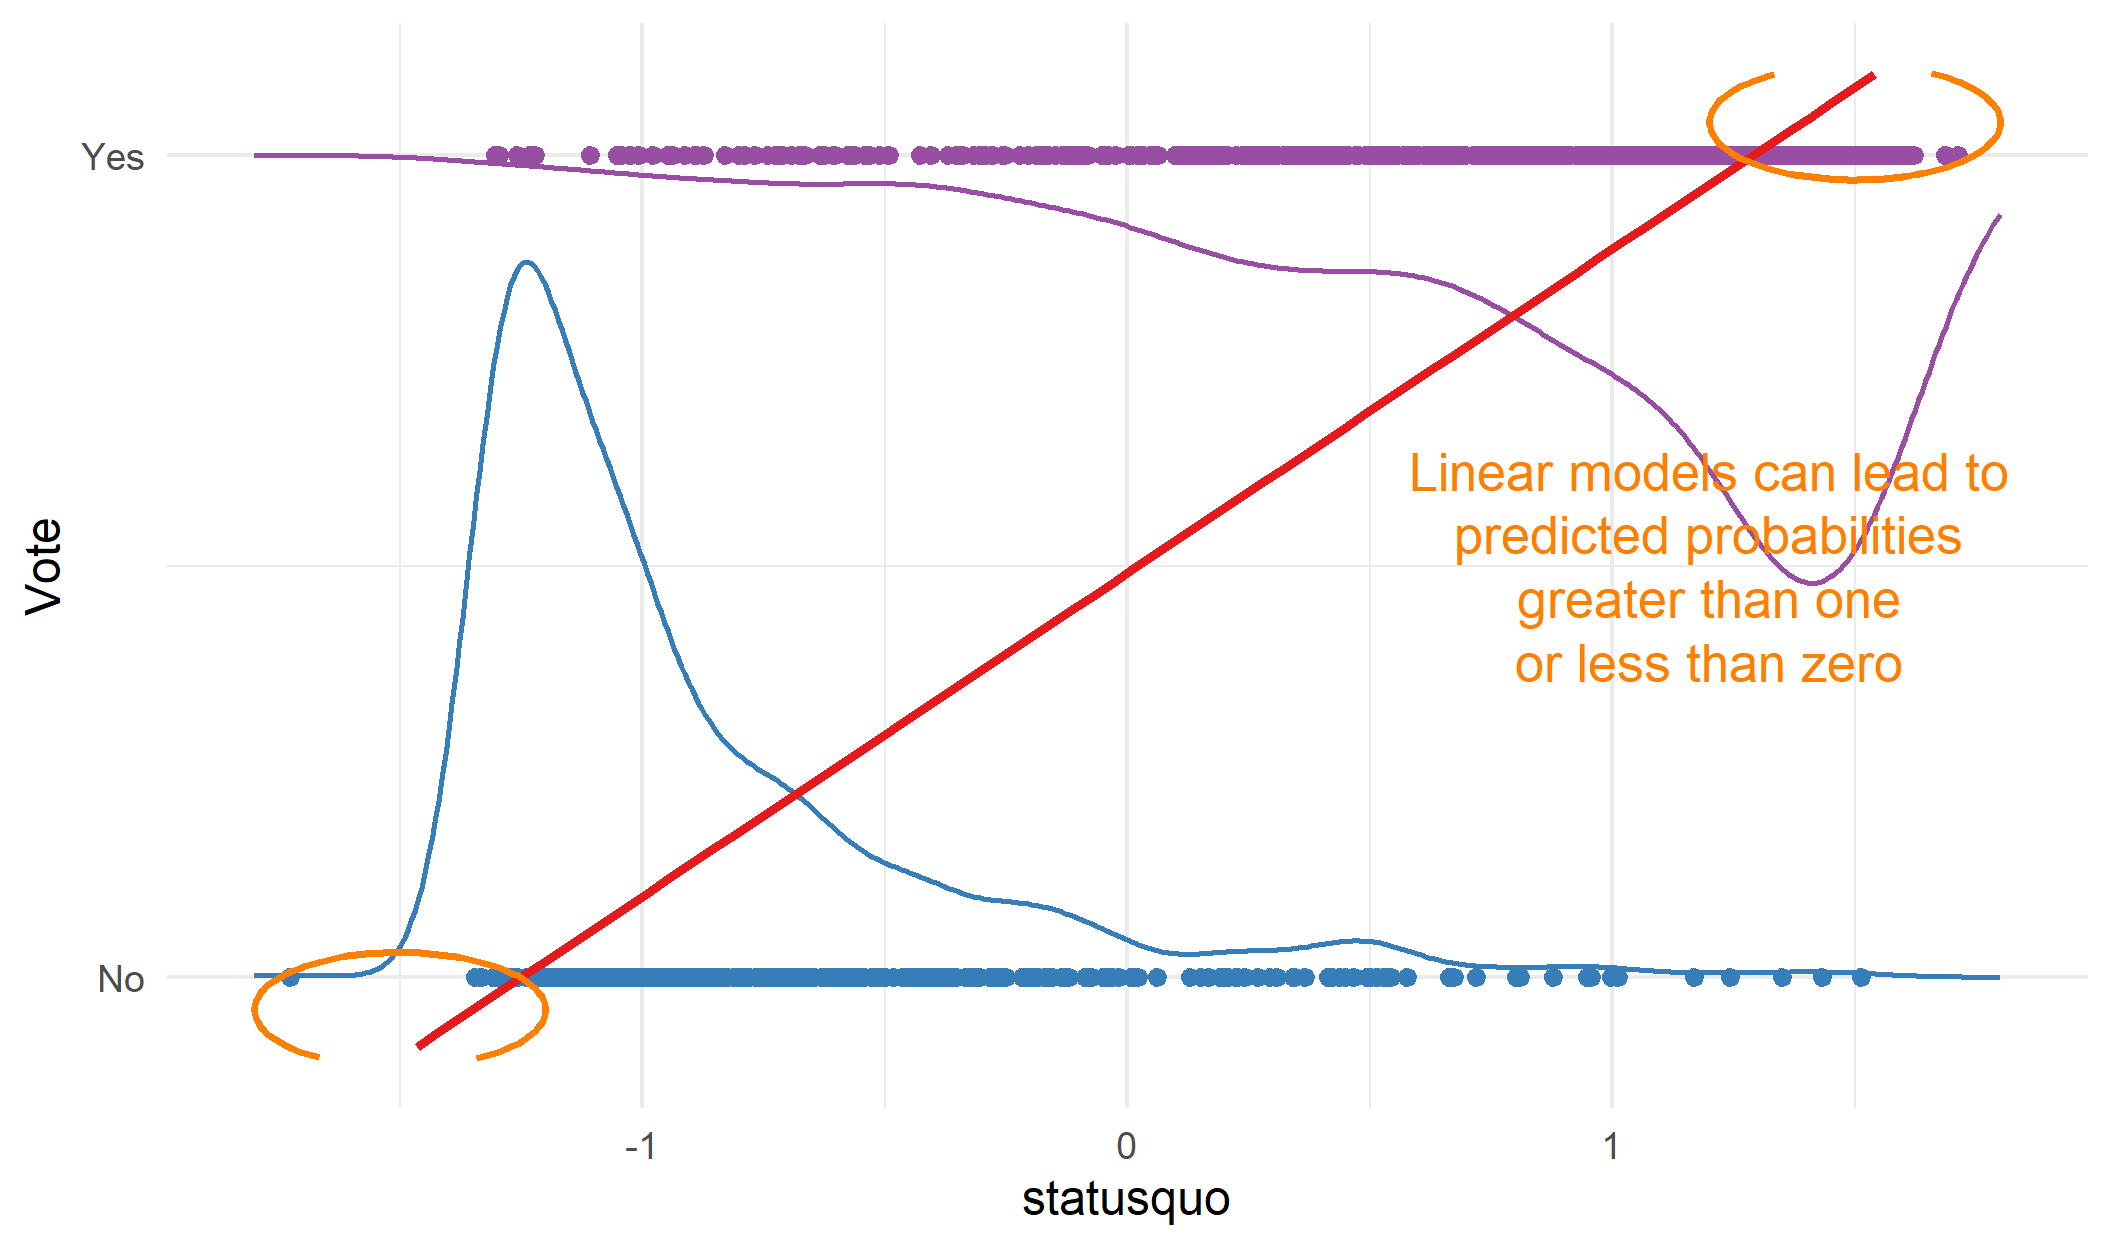 Yes
Linear models can lead to
predicted probabilities
greater than one
or less than zero
Vote
No
-1 0 1
statusquo